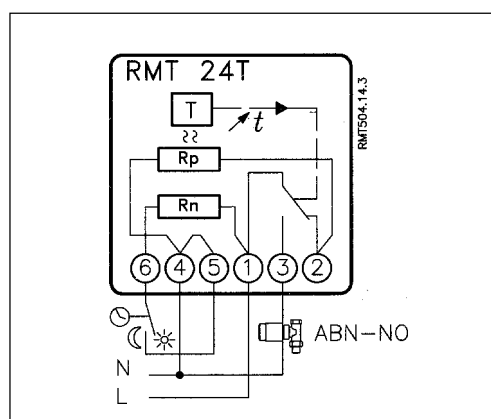 RMT 24T
RMT504.14.3
T
t
Rp
Rn
6 4 5 1 3 2
ABN-NO
N
L